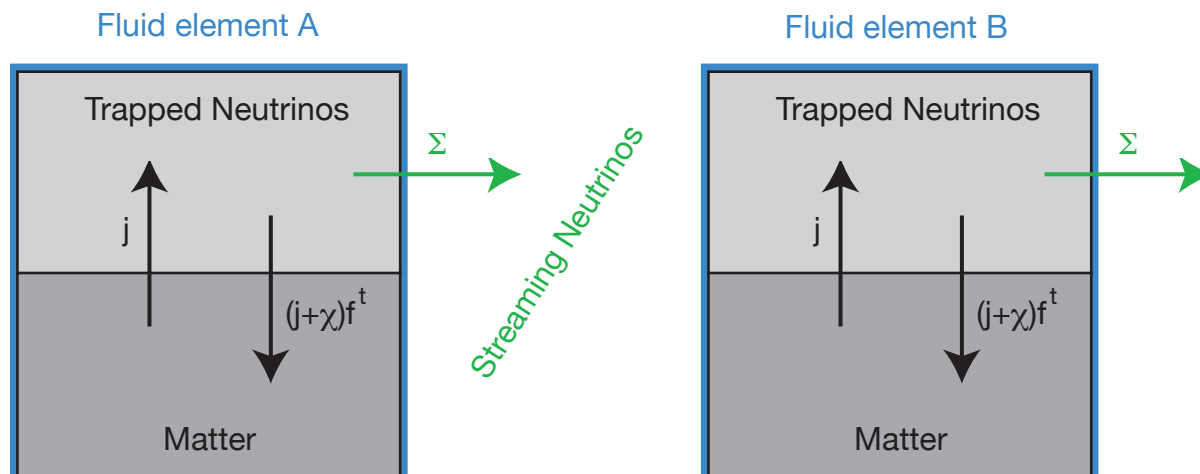 Fluid element A
Trapped Neutrinos
Σ
j
(j+χ)f^t
Matter
Streaming Neutrinos
Fluid element B
Trapped Neutrinos
Σ
j
(j+χ)f^t
Matter